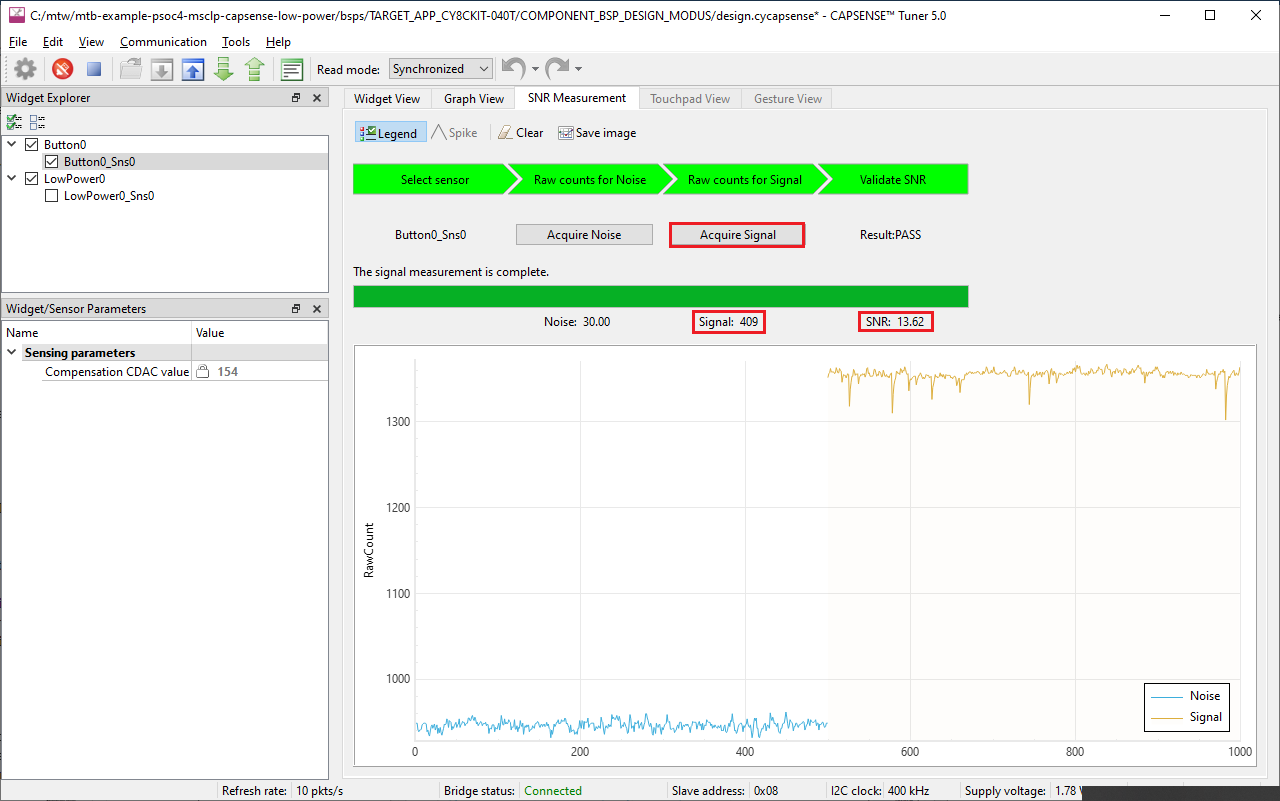 C:/mtw/mtb-example-psoc4-msclp-capsense-low-power/bsps/TARGET_APP_CY8CKIT-040T/COMPONENT_BSP_DESIGN_MODUS/design.cycapsense* - CAPSENSE™ Tuner 5.0
File Edit View Communication Tools Help
Read mode: Synchronized
Widget Explorer
Button0
Button0_Sns0
LowPower0
LowPower0_Sns0
Widget/Sensor Parameters
Name Value
Sensing parameters
Compensation CDAC value 154
Widget View Graph View SNR Measurement Touchpad View Gesture View
Legend Spike Clear Save image
Select sensor Raw counts for Noise Raw counts for Signal Validate SNR
Button0_Sns0 Acquire Noise Acquire Signal Result:PASS
The signal measurement is complete.
Noise: 30.00 Signal: 409 SNR: 13.62
RawCount
1300
1200
1100
1000
Noise
Signal
0 200 400 600 800 1000
Refresh rate: 10 pkts/s Bridge status: Connected Slave address: 0x08 I2C clock: 400 kHz Supply voltage: 1.78